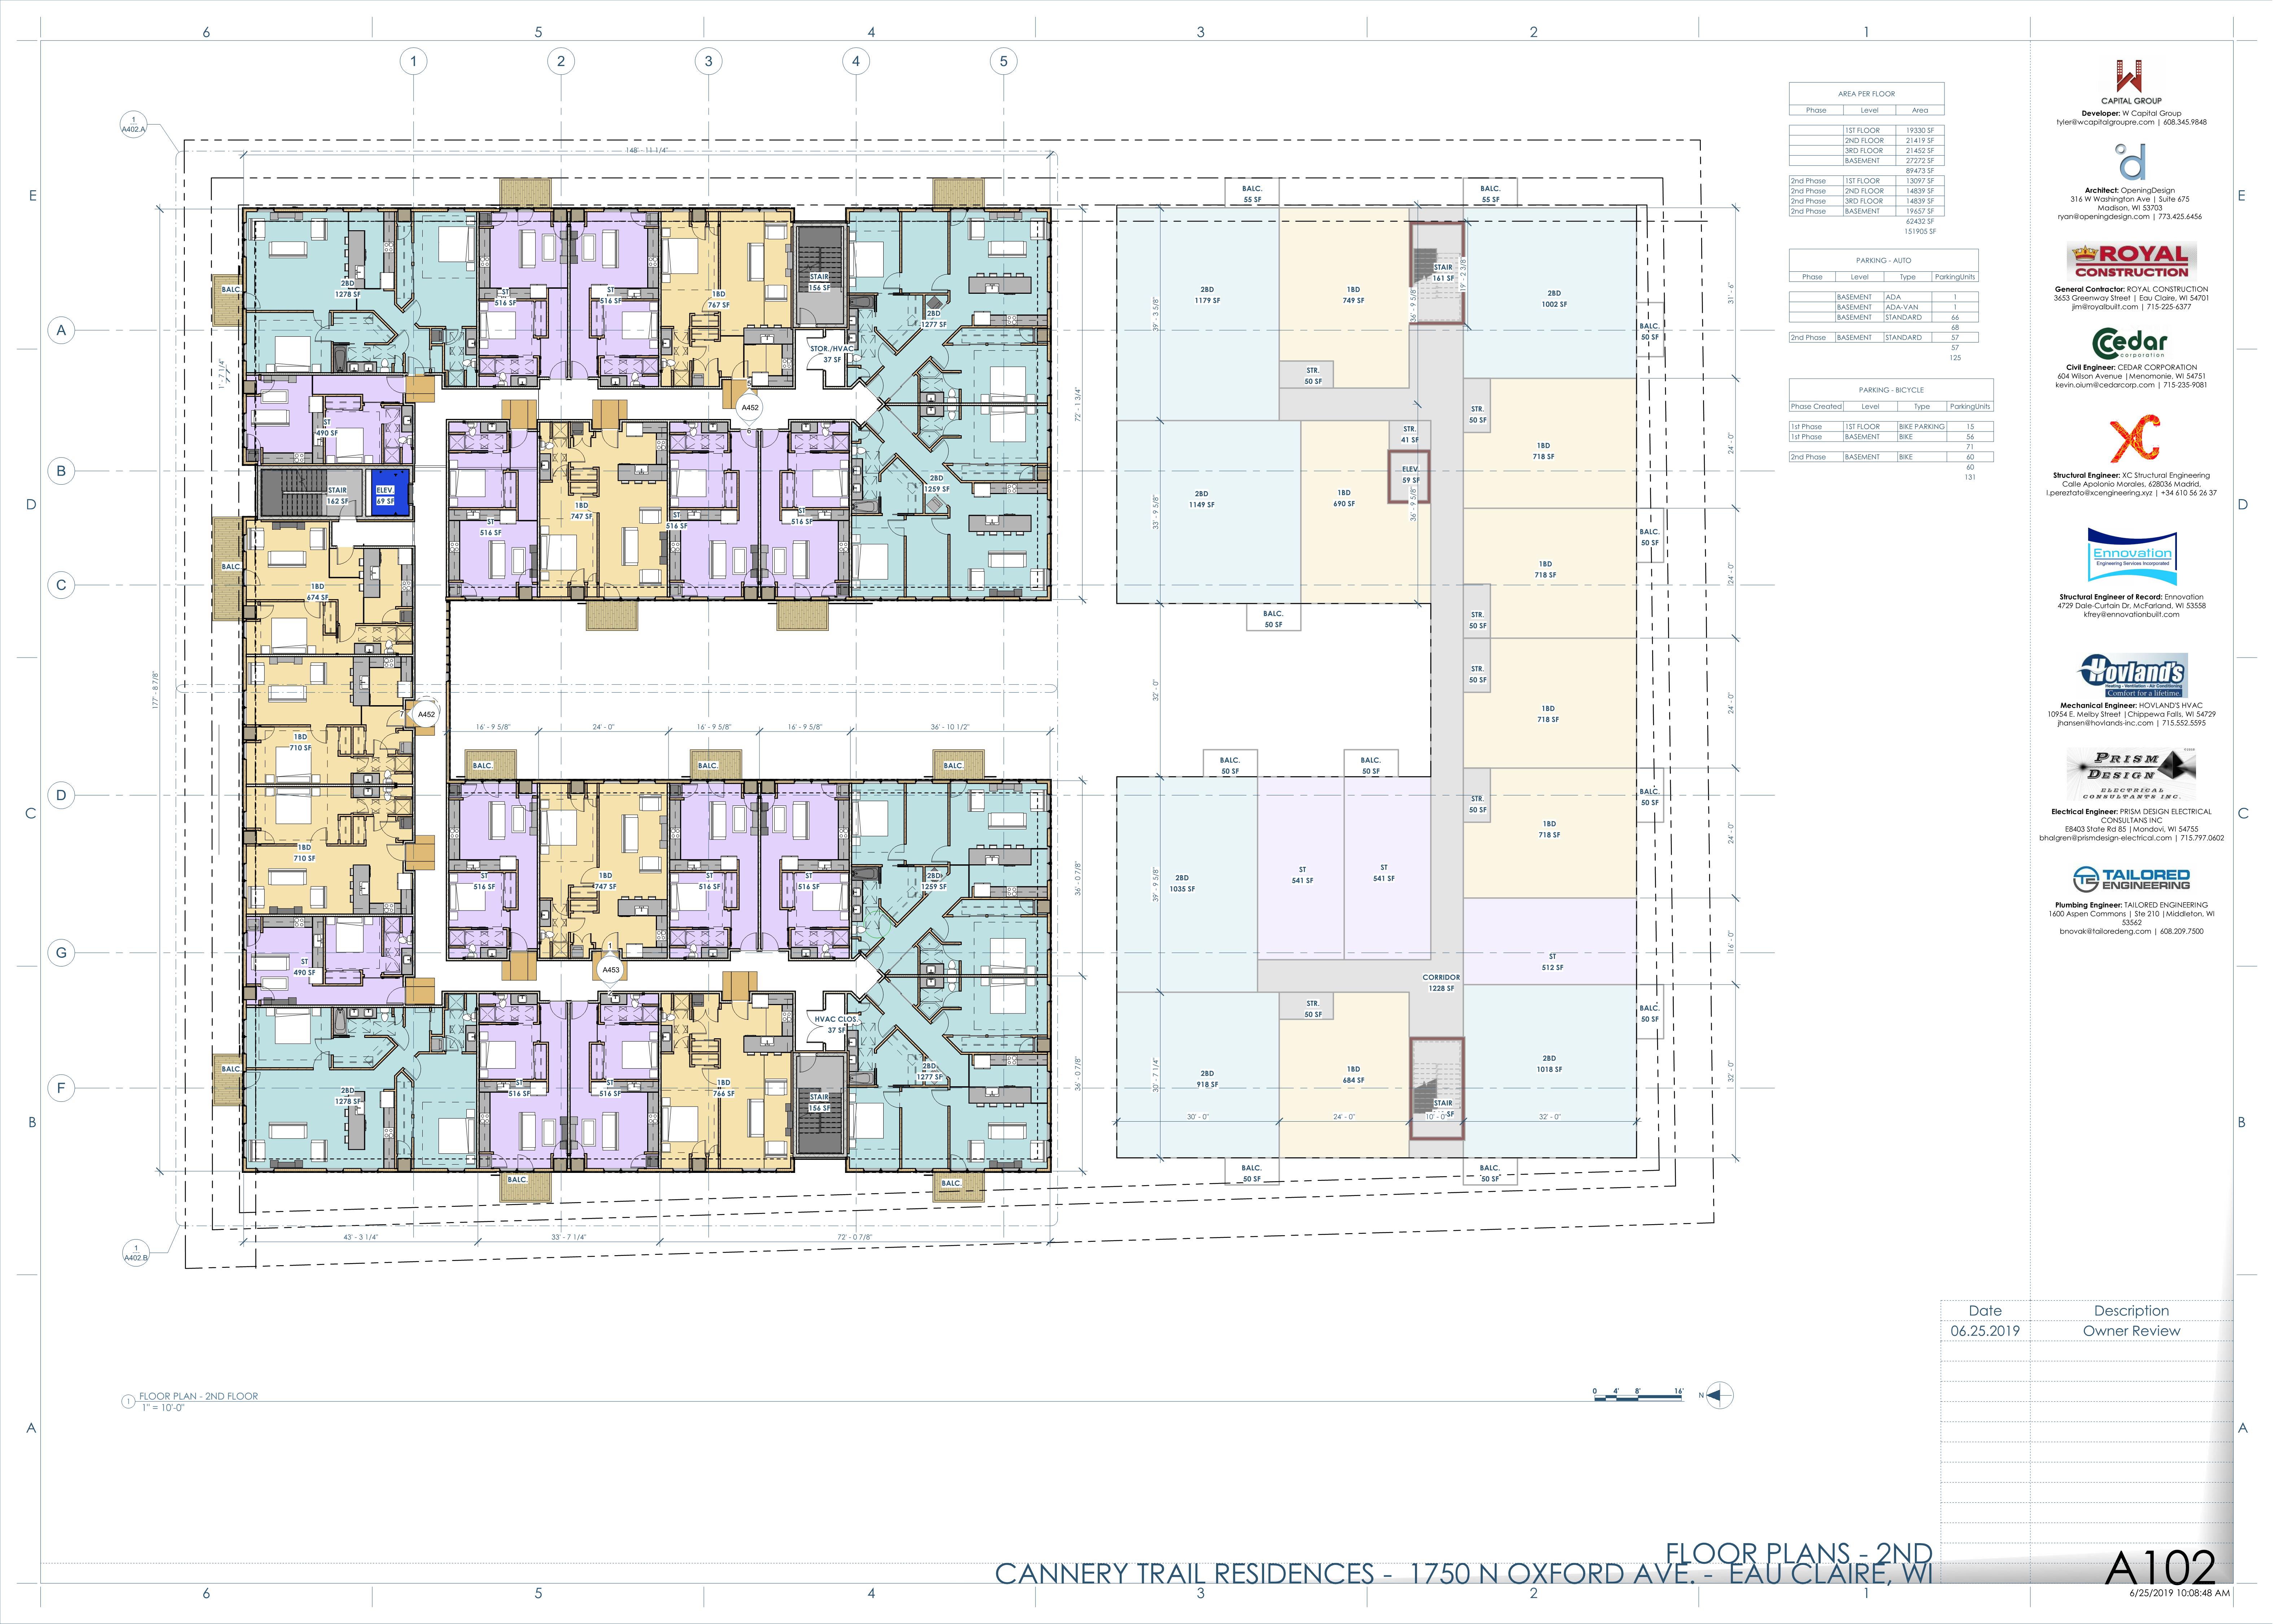 6 5 4 3 2 1
1 2 3 4 5
1
A402.A
148' - 11 1/4"
E
D
C
B
A
A
B
C
D
G
F
177' - 8 7/8"
1' - 7 1/4"
BALC.
2BD
1278 SF
ST
516 SF
ST
516 SF
1BD
767 SF
STAIR
156 SF
2BD
1277 SF
STOR./HVAC
37 SF
5
A452
6
ST
490 SF
STAIR
162 SF
ELEV.
69 SF
ST
516 SF
1BD
747 SF
ST
516 SF
ST
516 SF
2BD
1259 SF
72' - 1 3/4"
BALC.
1BD
674 SF
1BD
710 SF
7
A452
16' - 9 5/8"
24' - 0"
16' - 9 5/8"
16' - 9 5/8"
36' - 10 1/2"
BALC.
BALC.
BALC.
1BD
710 SF
ST
516 SF
1BD
747 SF
ST
516 SF
ST
516 SF
2BD
1259 SF
36' - 0 7/8"
ST
490 SF
1
A453
HVAC CLOS.
37 SF
BALC.
2BD
1278 SF
ST
516 SF
ST
516 SF
1BD
766 SF
STAIR
156 SF
2BD
1277 SF
36' - 0 7/8"
BALC.
BALC.
43' - 3 1/4"
33' - 7 1/4"
72' - 0 7/8"
1
A402.B
BALC.
55 SF
BALC.
55 SF
2BD
1179 SF
1BD
749 SF
STAIR
161 SF
19' - 2 3/8"
36' - 9 5/8"
2BD
1002 SF
39' - 3 5/8"
31' - 6"
BALC.
50 SF
STR.
50 SF
STR.
50 SF
STR.
41 SF
ELEV.
59 SF
36' - 9 5/8"
2BD
1149 SF
1BD
690 SF
33' - 9 5/8"
1BD
718 SF
24' - 0"
BALC.
50 SF
1BD
718 SF
24' - 0"
STR.
50 SF
BALC.
50 SF
STR.
50 SF
32' - 0"
1BD
718 SF
24' - 0"
BALC.
50 SF
BALC.
50 SF
STR.
50 SF
BALC.
50 SF
1BD
718 SF
24' - 0"
2BD
1035 SF
39' - 9 5/8"
ST
541 SF
ST
541 SF
ST
512 SF
16' - 0"
CORRIDOR
1228 SF
STR.
50 SF
BALC.
50 SF
2BD
918 SF
30' - 7 1/4"
1BD
684 SF
STAIR
SF
2BD
1018 SF
32' - 0"
30' - 0"
24' - 0"
10' - 0"
32' - 0"
BALC.
50 SF
BALC.
50 SF
AREA PER FLOOR
Phase Level Area
1ST FLOOR 19330 SF
2ND FLOOR 21419 SF
3RD FLOOR 21452 SF
BASEMENT 27272 SF
89473 SF
2nd Phase 1ST FLOOR 13097 SF
2nd Phase 2ND FLOOR 14839 SF
2nd Phase 3RD FLOOR 14839 SF
2nd Phase BASEMENT 19657 SF
62432 SF
151905 SF
PARKING - AUTO
Phase Level Type ParkingUnits
BASEMENT ADA 1
BASEMENT ADA-VAN 1
BASEMENT STANDARD 66
68
2nd Phase BASEMENT STANDARD 57
57
125
PARKING - BICYCLE
Phase Created Level Type ParkingUnits
1st Phase 1ST FLOOR BIKE PARKING 15
1st Phase BASEMENT BIKE 56
71
2nd Phase BASEMENT BIKE 60
60
131
CAPITAL GROUP
Developer: W Capital Group
tyler@wcapitalgroupre.com | 608.345.9848
Architect: OpeningDesign
316 W Washington Ave | Suite 675
Madison, WI 53703
ryan@openingdesign.com | 773.425.6456
ROYAL
CONSTRUCTION
General Contractor: ROYAL CONSTRUCTION
3653 Greenway Street | Eau Claire, WI 54701
jim@royalbuilt.com | 715-225-6377
Cedar
corporation
Civil Engineer: CEDAR CORPORATION
604 Wilson Avenue |Menomonie, WI 54751
kevin.oium@cedarcorp.com | 715-235-9081
XC
Structural Engineer: XC Structural Engineering
Calle Apolonio Morales, 628036 Madrid,
l.perezfato@xcengineering.xyz | +34 610 56 26 37
Ennovation
Engineering Services Incorporated
Structural Engineer of Record: Ennovation
4729 Dale-Curtain Dr, McFarland, WI 53558
kfrey@ennovationbuilt.com
Hovland's
Heating - Ventilation - Air Conditioning
Comfort for a lifetime
Mechanical Engineer: HOVLAND'S HVAC
10954 E. Melby Street |Chippewa Falls, WI 54729
jhansen@hovlands-inc.com | 715.552.5595
PRISM
DESIGN
ELECTRICAL
CONSULTANTS INC.
Electrical Engineer: PRISM DESIGN ELECTRICAL
CONSULTANS INC
E8403 State Rd 85 |Mondovi, WI 54755
bhalgren@prismdesign-electrical.com | 715.797.0602
TAILORED
ENGINEERING
Plumbing Engineer: TAILORED ENGINEERING
1600 Aspen Commons | Ste 210 |Middleton, WI
53562
bnovak@tailoredeng.com | 608.209.7500
Date Description
06.25.2019 Owner Review
1 FLOOR PLAN - 2ND FLOOR
1" = 10'-0"
0 4' 8' 16'
N
FLOOR PLANS - 2ND
CANNERY TRAIL RESIDENCES - 1750 N OXFORD AVE. - EAU CLAIRE, WI
A102
6/25/2019 10:08:48 AM
6 5 4 3 2 1
E
D
C
B
A